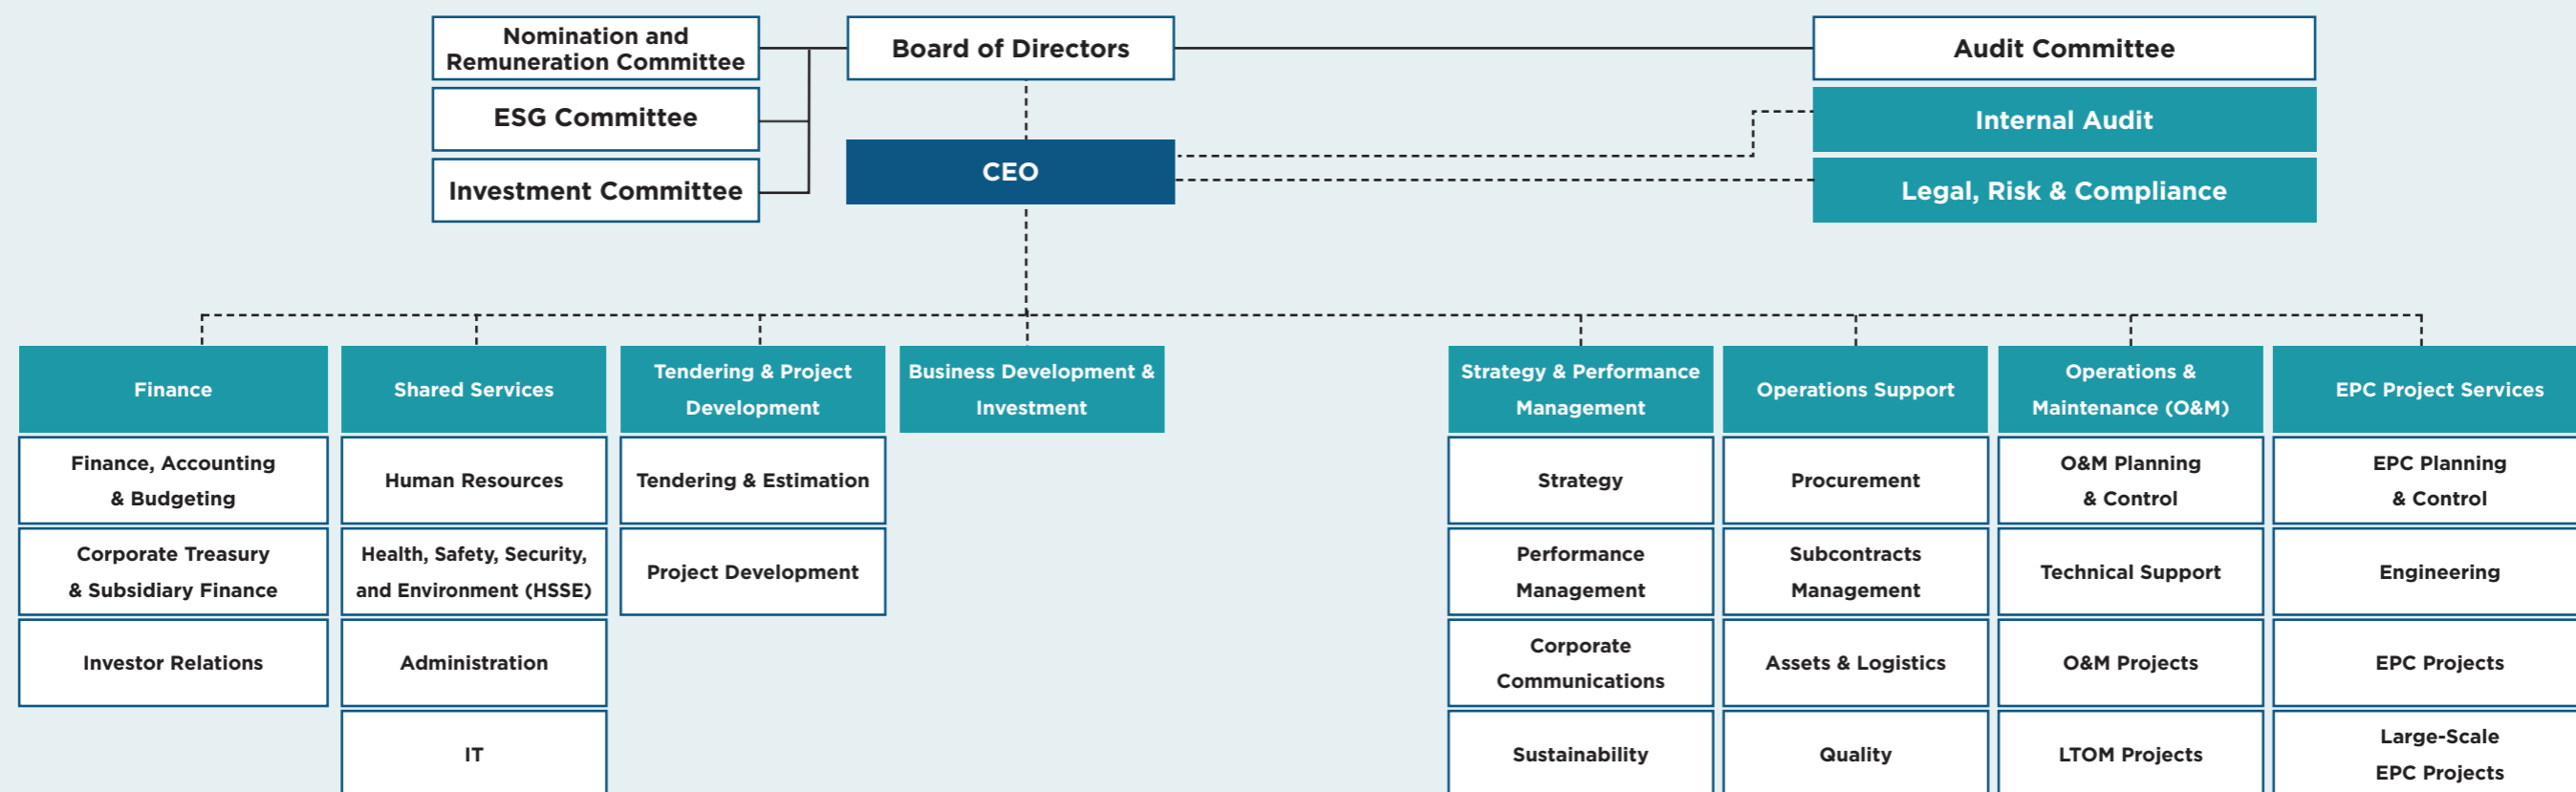 Nomination and
Remuneration Committee
Board of Directors
Audit Committee
ESG Committee
Internal Audit
CEO
Investment Committee
Legal, Risk & Compliance
Finance
Shared Services
Tendering & Project
Development
Business Development &
Investment
Strategy & Performance
Management
Operations Support
Operations &
Maintenance (O&M)
EPC Project Services
Finance, Accounting
& Budgeting
Human Resources
Tendering & Estimation
Strategy
Procurement
O&M Planning
& Control
EPC Planning
& Control
Corporate Treasury
& Subsidiary Finance
Health, Safety, Security,
and Environment (HSSE)
Project Development
Performance
Management
Subcontracts
Management
Technical Support
Engineering
Investor Relations
Administration
Corporate
Communications
Assets & Logistics
O&M Projects
EPC Projects
IT
Sustainability
Quality
LTOM Projects
Large-Scale
EPC Projects